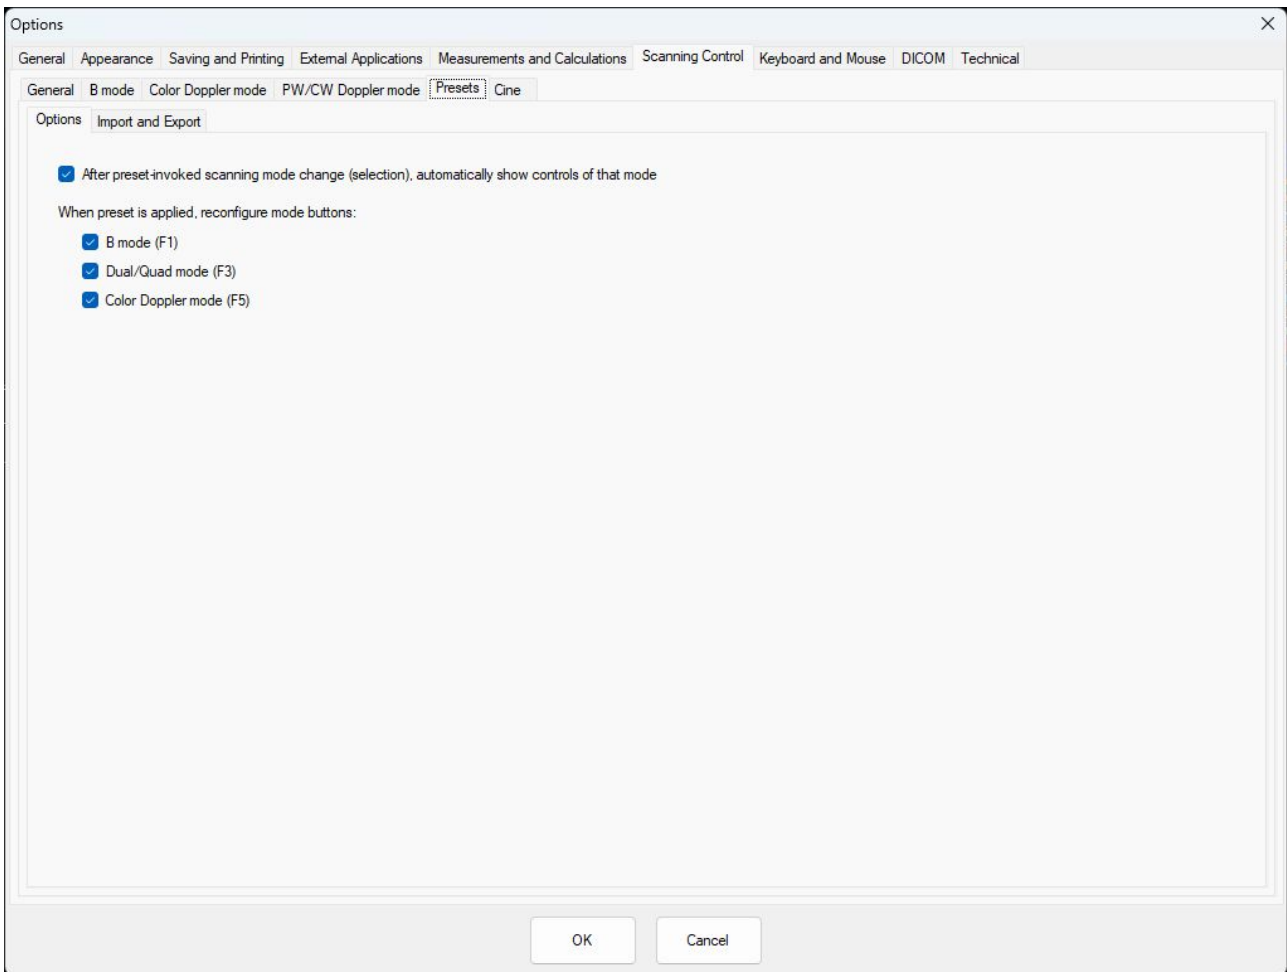 Options
General Appearance Saving and Printing External Applications Measurements and Calculations Scanning Control Keyboard and Mouse DICOM Technical
General B mode Color Doppler mode PW/CW Doppler mode Presets Cine
Options Import and Export
After preset-invoked scanning mode change (selection), automatically show controls of that mode
When preset is applied, reconfigure mode buttons:
B mode (F1)
Dual/Quad mode (F3)
Color Doppler mode (F5)
OK Cancel